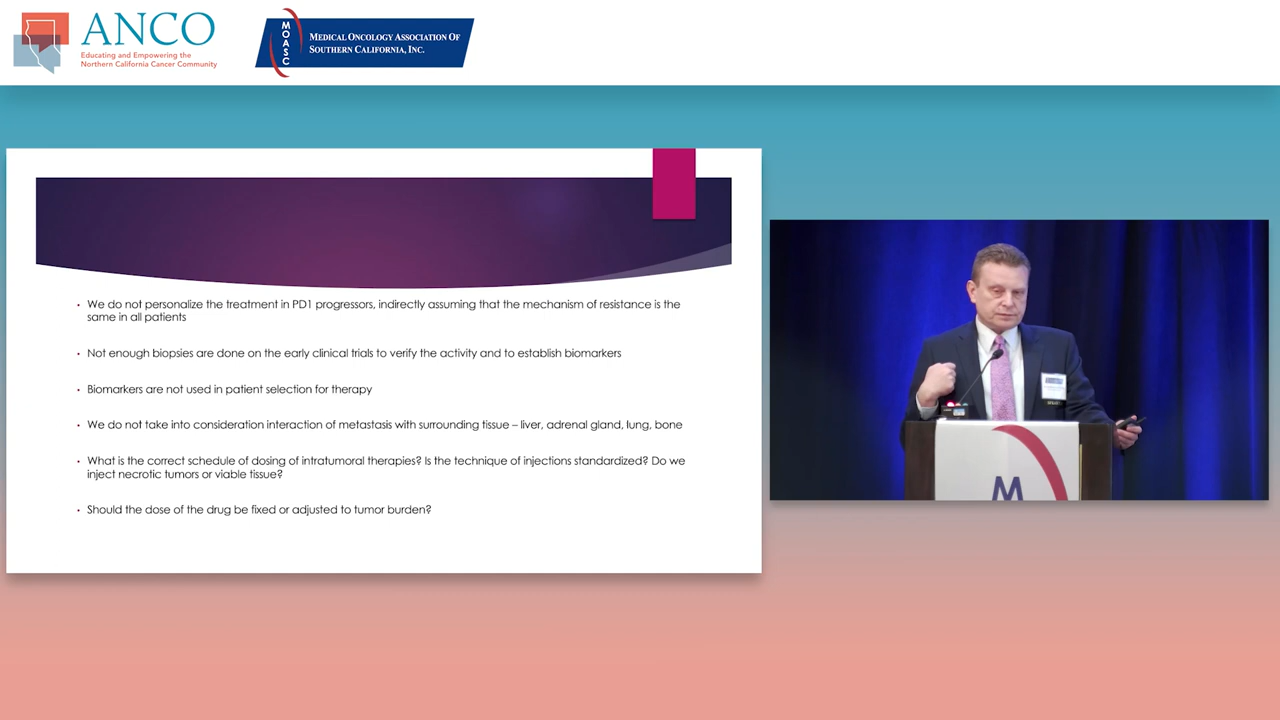 ANCO
Educating and Empowering the
Northern California Cancer Community
MOASC
MEDICAL ONCOLOGY ASSOCIATION OF
SOUTHERN CALIFORNIA, INC.
• We do not personalize the treatment in PD1 progressors, indirectly assuming that the mechanism of resistance is the
same in all patients
• Not enough biopsies are done on the early clinical trials to verify the activity and to establish biomarkers
• Biomarkers are not used in patient selection for therapy
• We do not take into consideration interaction of metastasis with surrounding tissue – liver, adrenal gland, lung, bone
• What is the correct schedule of dosing of intratumoral therapies? Is the technique of injections standardized? Do we
inject necrotic tumors or viable tissue?
• Should the dose of the drug be fixed or adjusted to tumor burden?
M